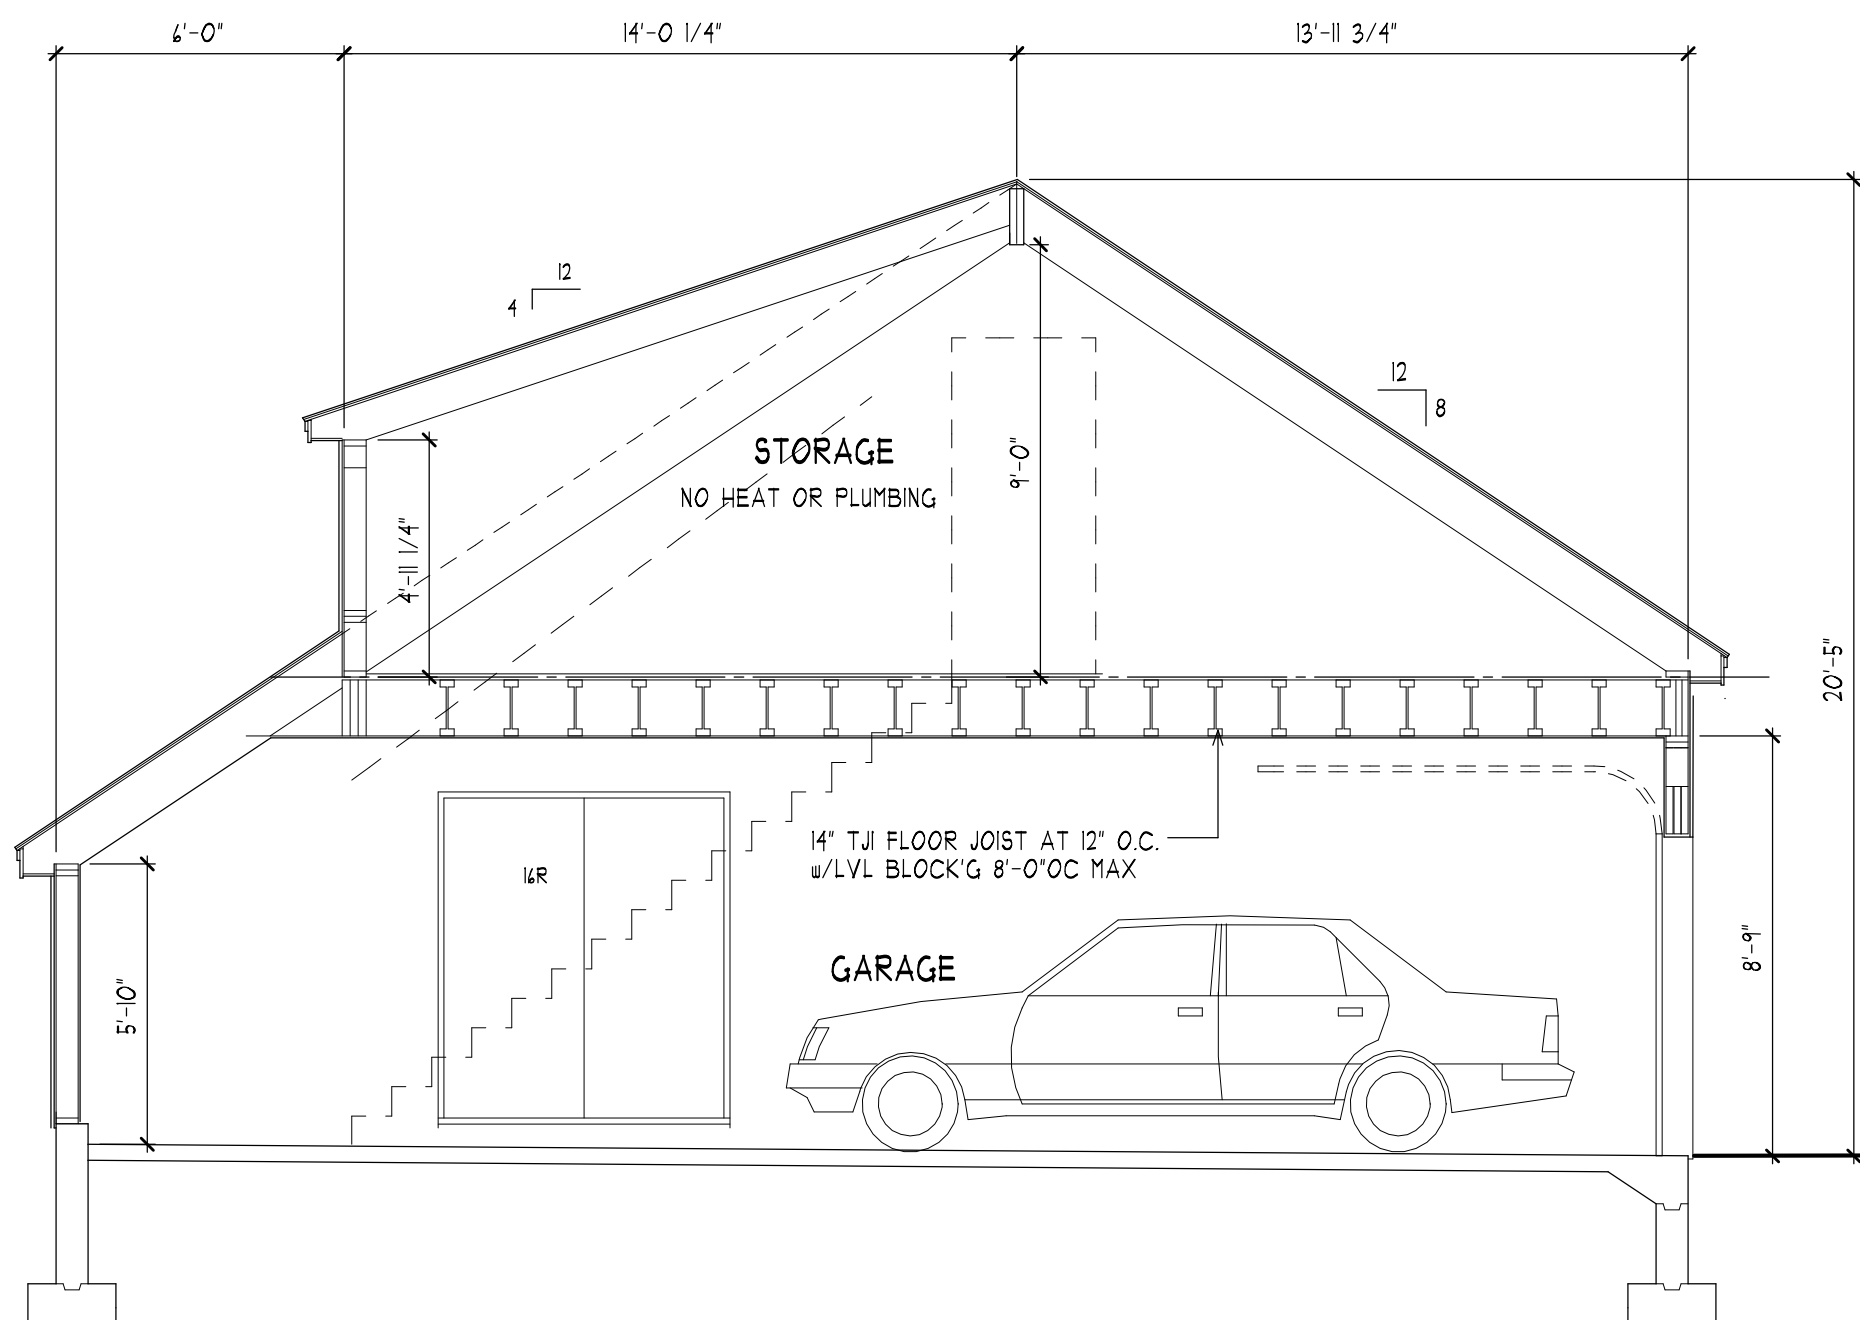 6'-0"
14'-0 1/4"
13'-11 3/4"
12
4
12
8
STORAGE
NO HEAT OR PLUMBING
9'-0"
4'-11 1/4"
20'-5"
14" TJI FLOOR JOIST AT 12" O.C.
w/LVL BLOCK'G 8'-0"OC MAX
16R
GARAGE
8'-9"
5'-10"